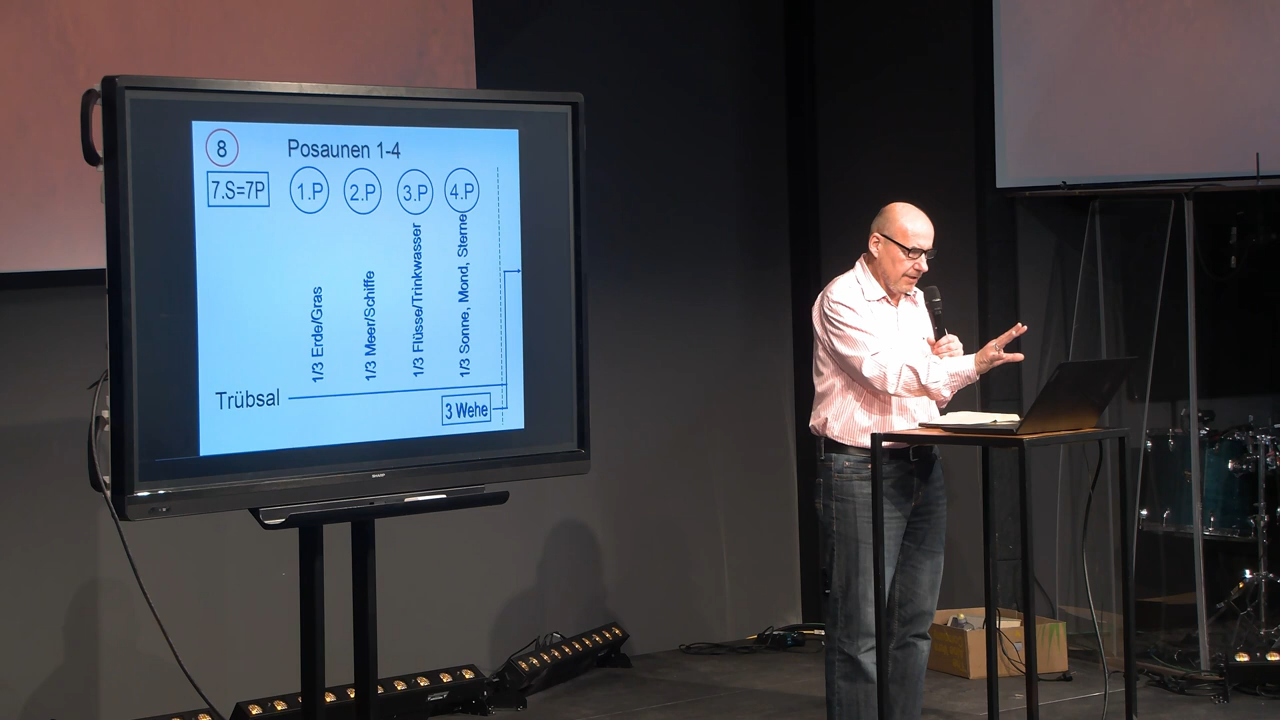 8
Posaunen 1-4
7.S=7P
1.P
2.P
3.P
4.P
1/3 Erde/Gras
1/3 Meer/Schiffe
1/3 Flüsse/Trinkwasser
1/3 Sonne, Mond, Sterne
Trübsal
3 Wehe
SHARP